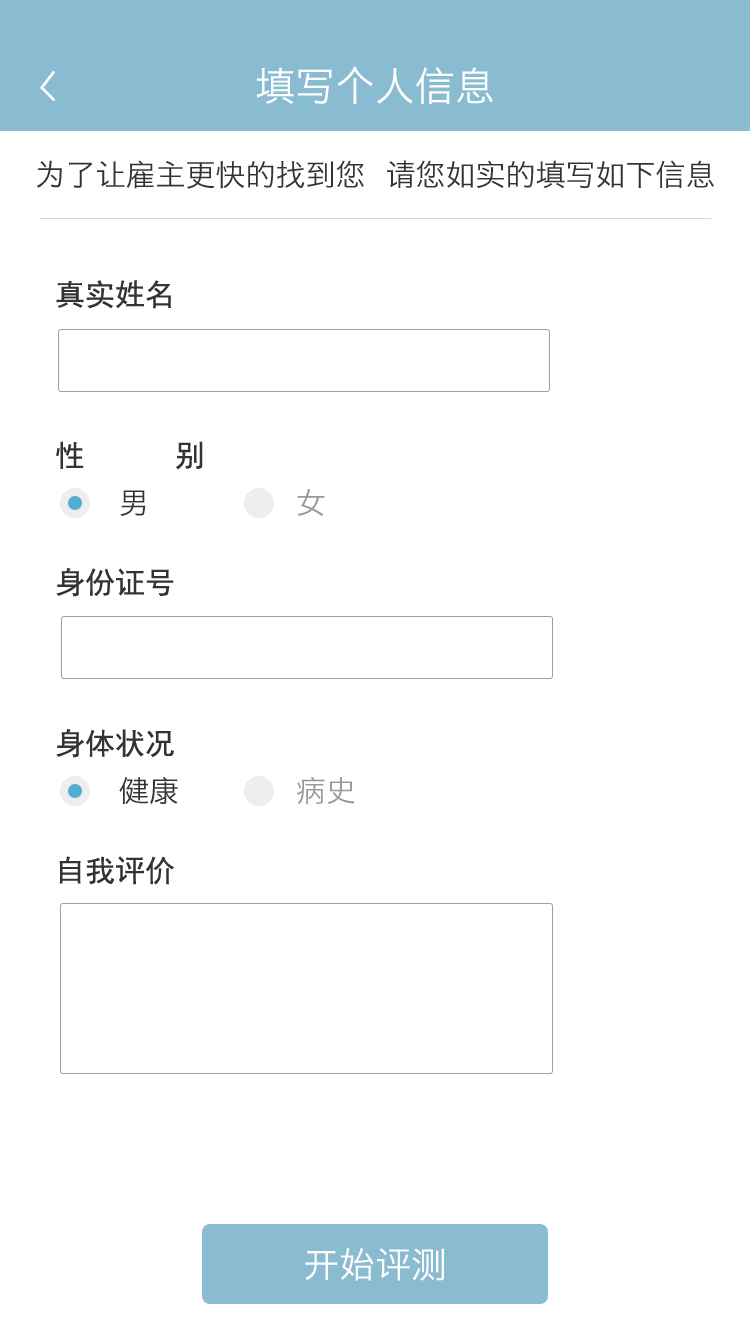 填写个人信息
为了让雇主更快的找到您 请您如实的填写如下信息
真实姓名
性 别
男 女
身份证号
身体状况
健康 病史
自我评价
开始评测